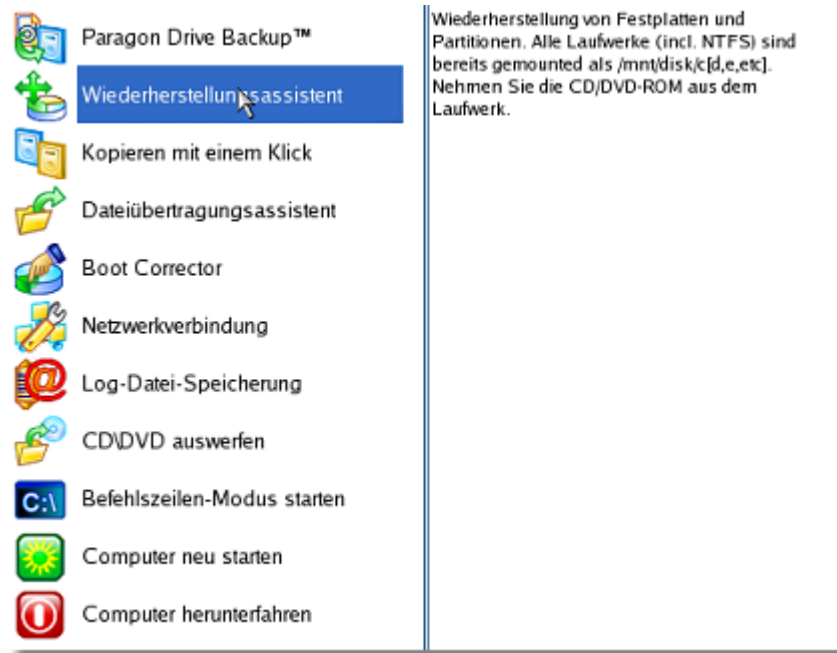 Paragon Drive Backup™
Wiederherstellungsassistent
Kopieren mit einem Klick
Dateiübertragungsassistent
Boot Corrector
Netzwerkverbindung
Log-Datei-Speicherung
CD\DVD auswerfen
C:\
Befehlszeilen-Modus starten
Computer neu starten
Computer herunterfahren
Wiederherstellung von Festplatten und
Partitionen. Alle Laufwerke (incl. NTFS) sind
bereits gemounted als /mnt/disk/c[d,e,etc].
Nehmen Sie die CD/DVD-ROM aus dem
Laufwerk.